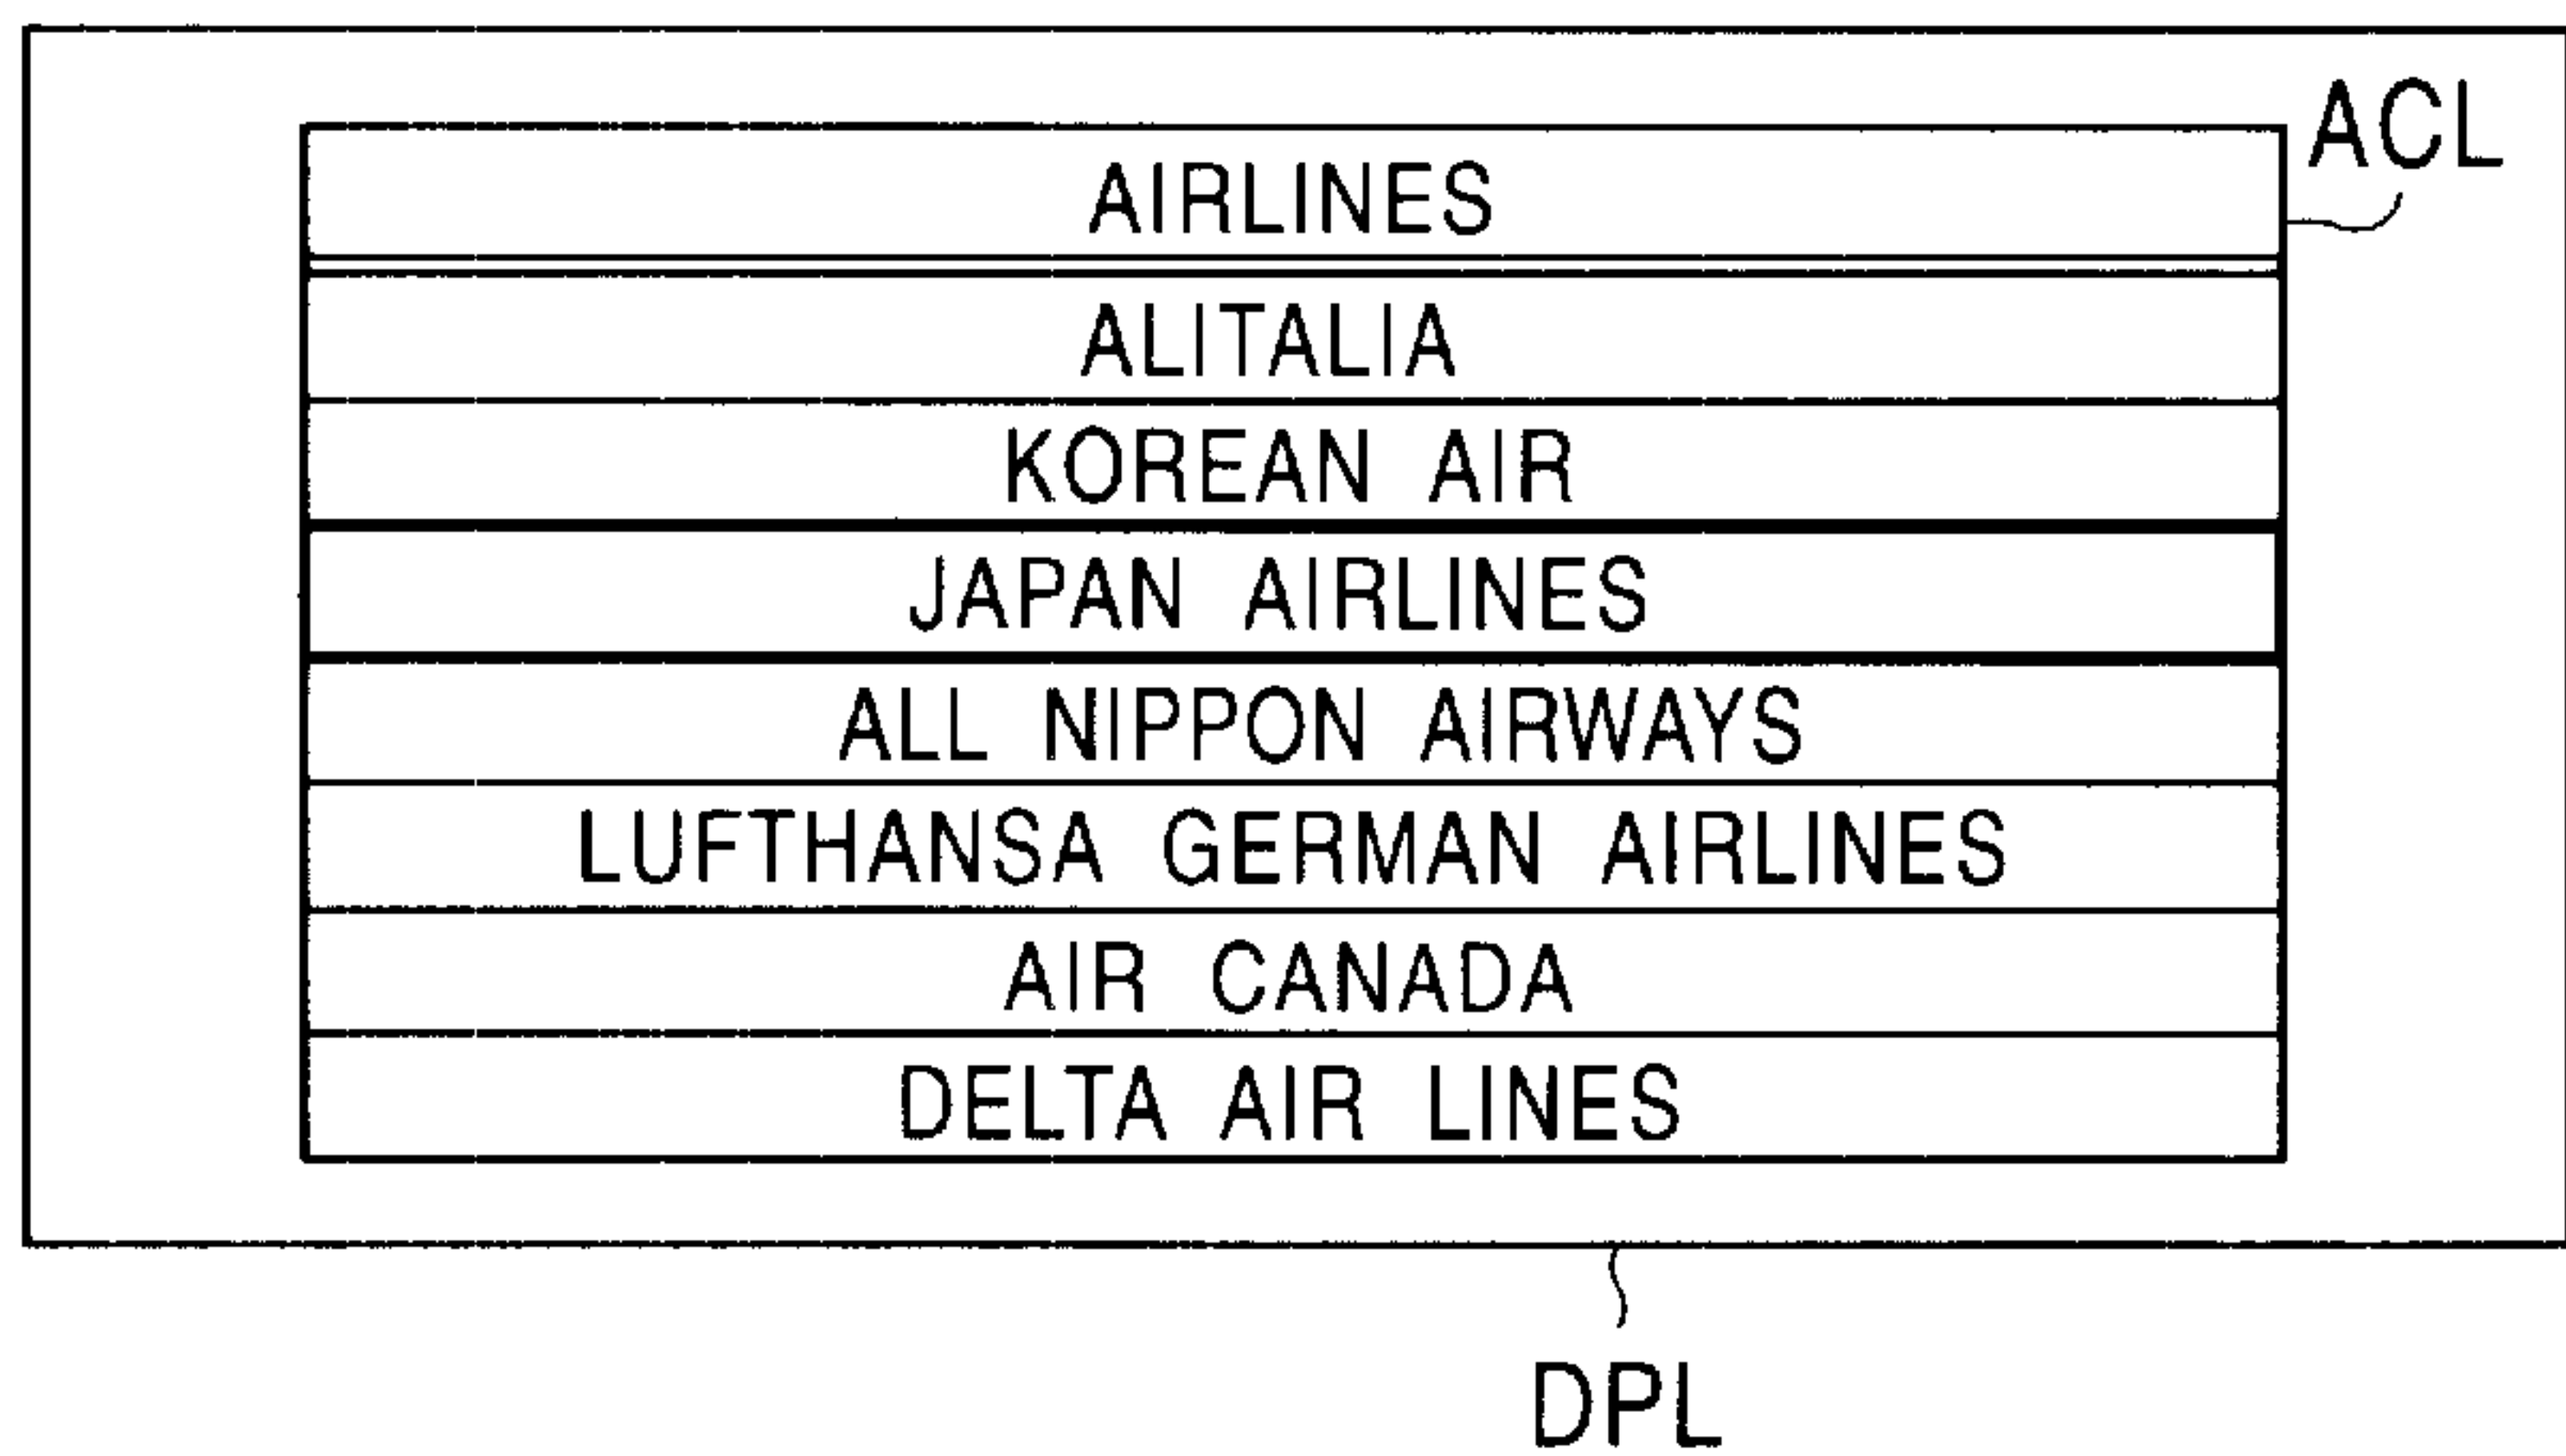 ACL
AIRLINES
ALITALIA
KOREAN AIR
JAPAN AIRLINES
ALL NIPPON AIRWAYS
LUFTHANSA GERMAN AIRLINES
AIR CANADA
DELTA AIR LINES
DPL